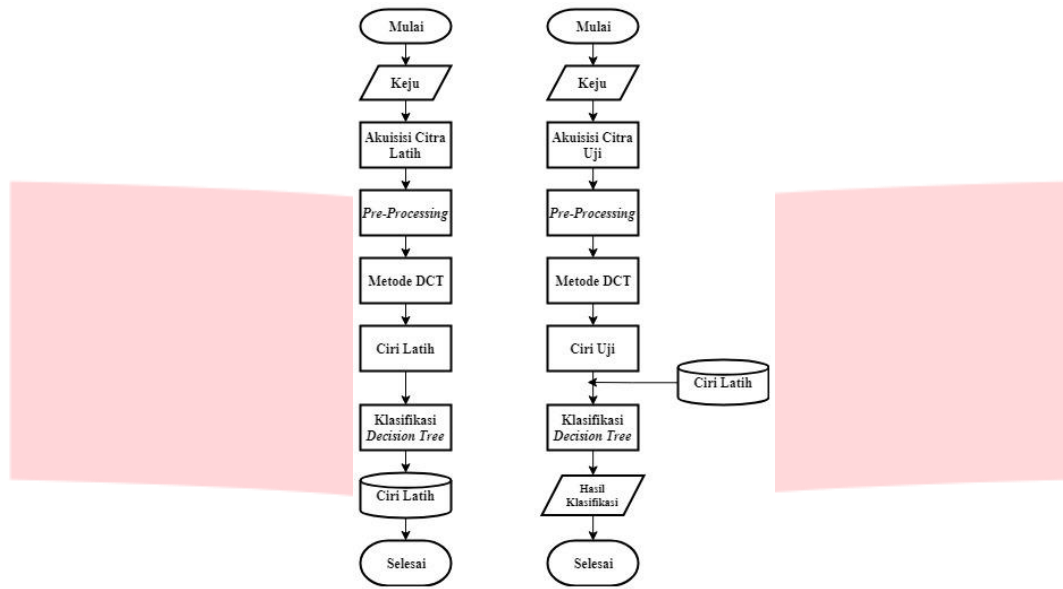 Mulai
Keju
Akuisisi Citra
Latih
Pre-Processing
Metode DCT
Ciri Latih
Klasifikasi
Decision Tree
Ciri Latih
Selesai
Mulai
Keju
Akuisisi Citra
Uji
Pre-Processing
Metode DCT
Ciri Uji
Ciri Latih
Klasifikasi
Decision Tree
Hasil
Klasifikasi
Selesai